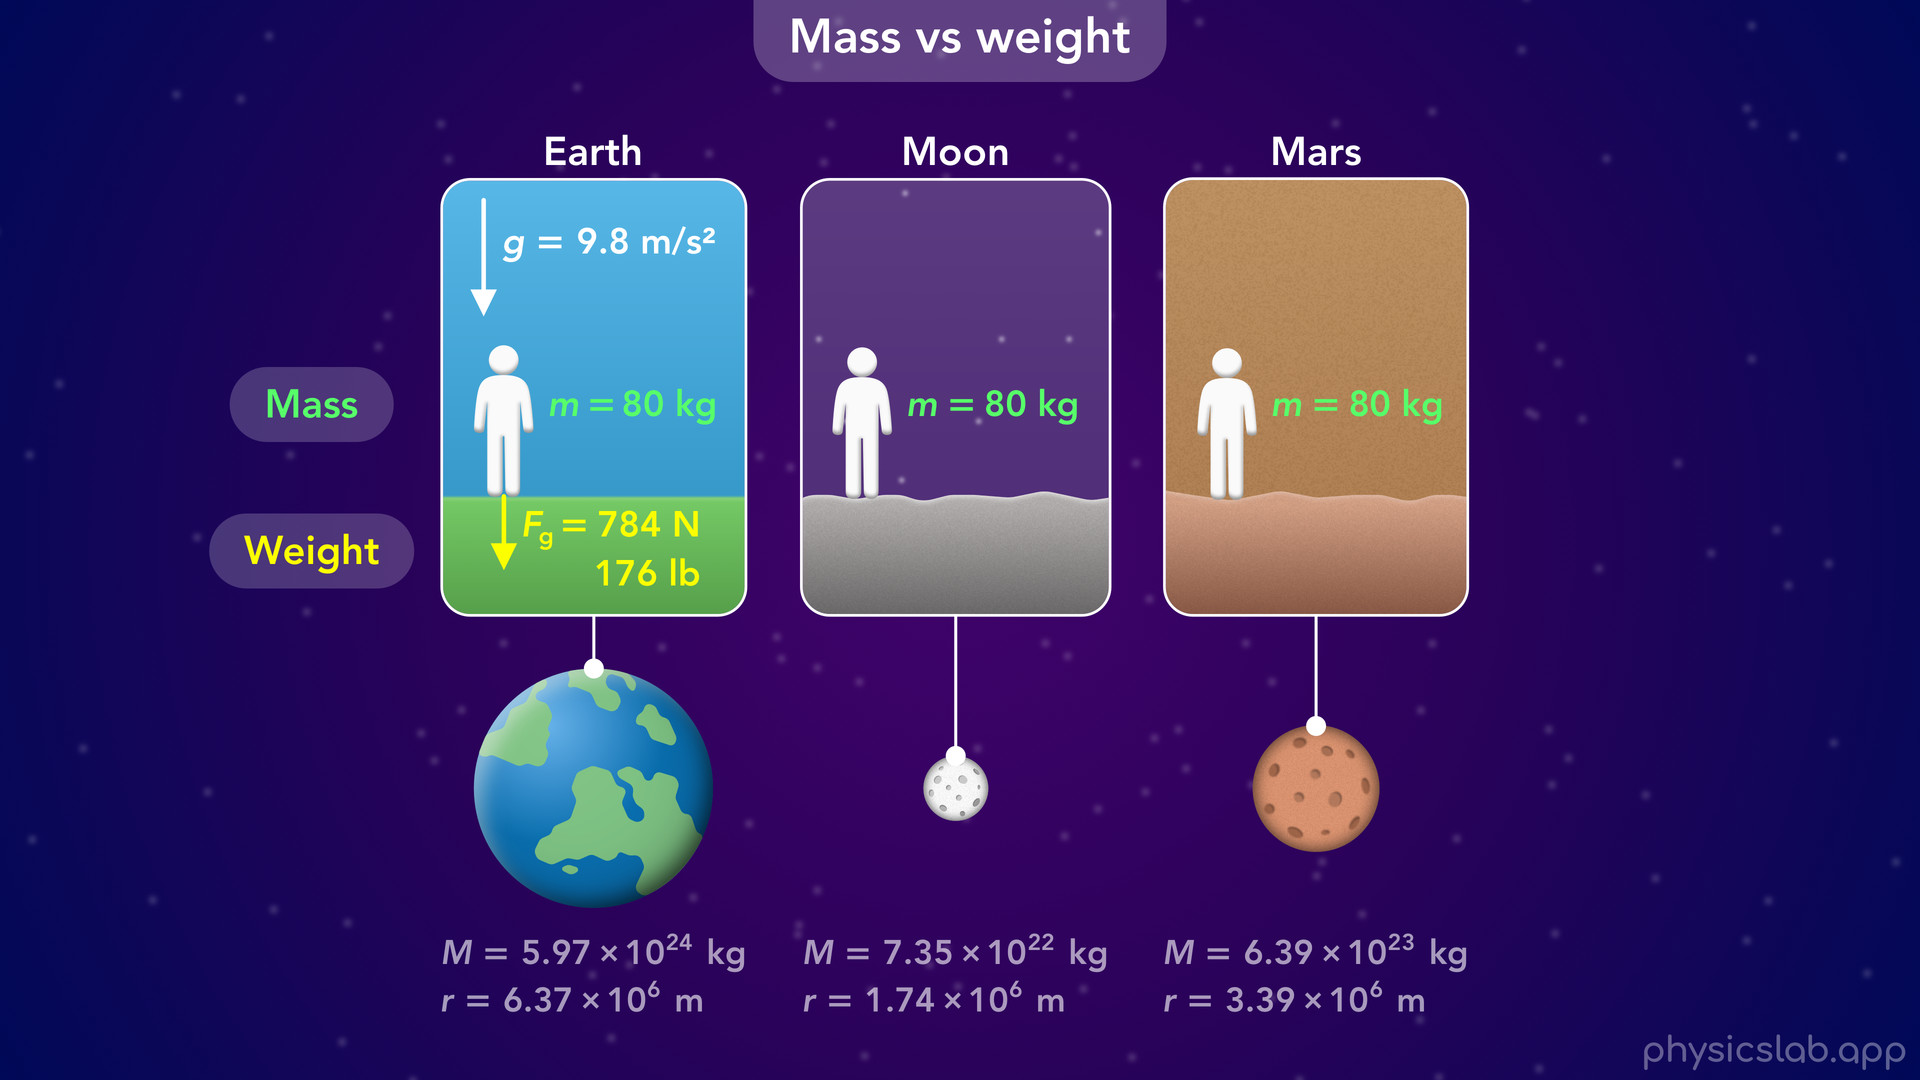 Mass vs weight
Earth
Moon
Mars
g = 9.8 m/s²
Mass
m = 80 kg
m = 80 kg
m = 80 kg
Weight
Fg = 784 N
176 lb
M = 5.97 × 10²⁴ kg
r = 6.37 × 10⁶ m
M = 7.35 × 10²² kg
r = 1.74 × 10⁶ m
M = 6.39 × 10²³ kg
r = 3.39 × 10⁶ m
physicslab.app